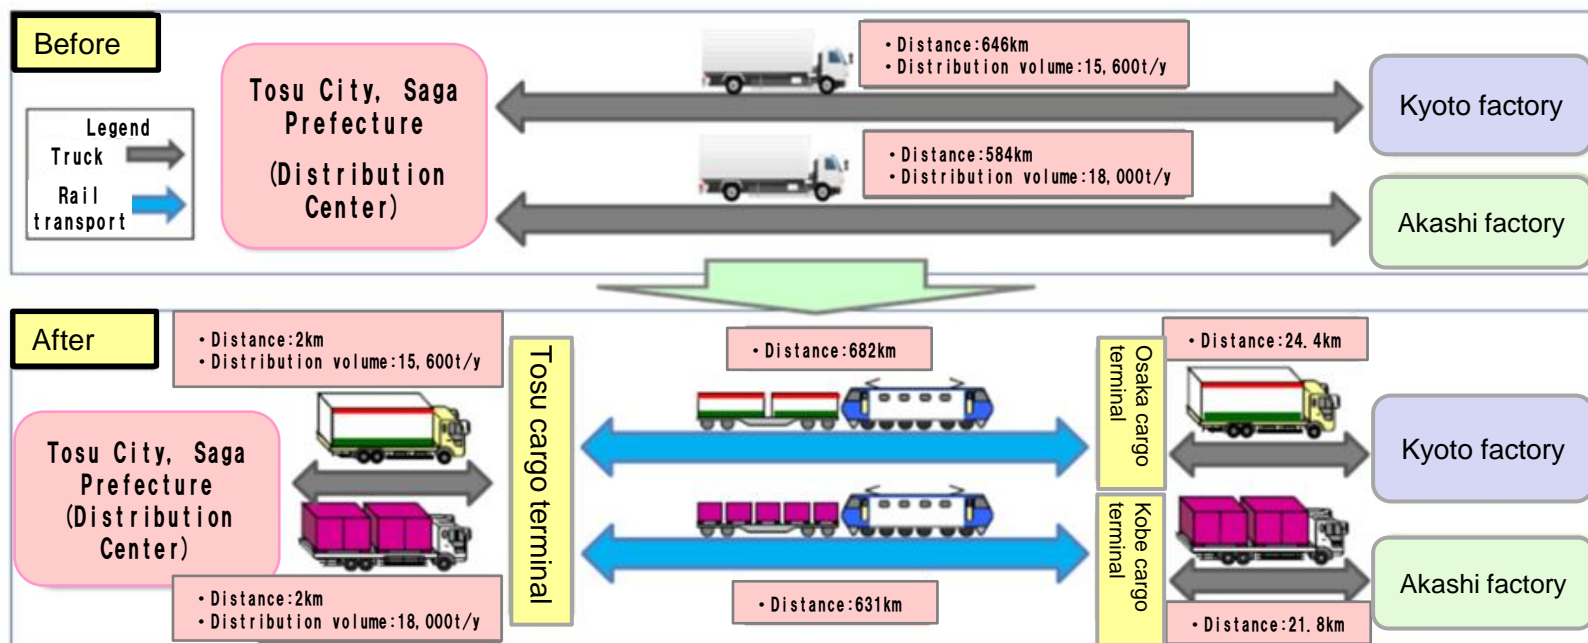 Before
Legend
Truck
Rail
transport
Tosu City, Saga
Prefecture
(Distribution
Center)
・Distance:646km
・Distribution volume:15,600t/y
Kyoto factory
・Distance:584km
・Distribution volume:18,000t/y
Akashi factory
After
・Distance:2km
・Distribution volume:15,600t/y
Tosu City, Saga
Prefecture
(Distribution
Center)
・Distance:2km
・Distribution volume:18,000t/y
Tosu cargo terminal
・Distance:682km
・Distance:631km
Osaka cargo
terminal
Kobe cargo
terminal
・Distance:24.4km
Kyoto factory
Akashi factory
・Distance:21.8km